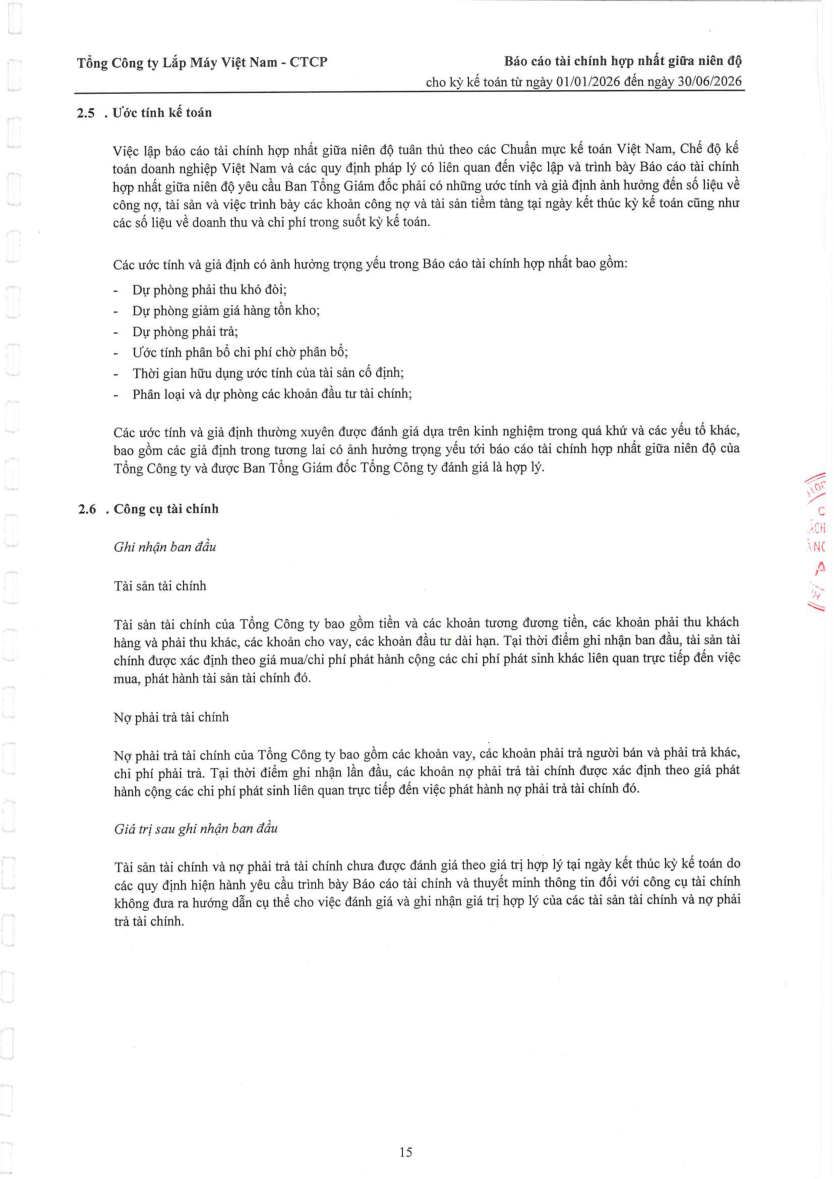 Tổng Công ty Lắp Máy Việt Nam - CTCP
Báo cáo tài chính hợp nhất giữa niên độ
cho kỳ kế toán từ ngày 01/01/2026 đến ngày 30/06/2026
2.5 . Ước tính kế toán
Việc lập báo cáo tài chính hợp nhất giữa niên độ tuân thủ theo các Chuẩn mực kế toán Việt Nam, Chế độ kế
toán doanh nghiệp Việt Nam và các quy định pháp lý có liên quan đến việc lập và trình bày Báo cáo tài chính
hợp nhất giữa niên độ yêu cầu Ban Tổng Giám đốc phải có những ước tính và giả định ảnh hưởng đến số liệu về
công nợ, tài sản và việc trình bày các khoản công nợ và tài sản tiềm tàng tại ngày kết thúc kỳ kế toán cũng như
các số liệu về doanh thu và chi phí trong suốt kỳ kế toán.
Các ước tính và giả định có ảnh hưởng trọng yếu trong Báo cáo tài chính hợp nhất bao gồm:
- Dự phòng phải thu khó đòi;
- Dự phòng giảm giá hàng tồn kho;
- Dự phòng phải trả;
- Ước tính phân bổ chi phí chờ phân bổ;
- Thời gian hữu dụng ước tính của tài sản cố định;
- Phân loại và dự phòng các khoản đầu tư tài chính;
Các ước tính và giả định thường xuyên được đánh giá dựa trên kinh nghiệm trong quá khứ và các yếu tố khác,
bao gồm các giả định trong tương lai có ảnh hưởng trọng yếu tới báo cáo tài chính hợp nhất giữa niên độ của
Tổng Công ty và được Ban Tổng Giám đốc Tổng Công ty đánh giá là hợp lý.
2.6 . Công cụ tài chính
Ghi nhận ban đầu
Tài sản tài chính
Tài sản tài chính của Tổng Công ty bao gồm tiền và các khoản tương đương tiền, các khoản phải thu khách
hàng và phải thu khác, các khoản cho vay, các khoản đầu tư dài hạn. Tại thời điểm ghi nhận ban đầu, tài sản tài
chính được xác định theo giá mua/chi phí phát hành cộng các chi phí phát sinh khác liên quan trực tiếp đến việc
mua, phát hành tài sản tài chính đó.
Nợ phải trả tài chính
Nợ phải trả tài chính của Tổng Công ty bao gồm các khoản vay, các khoản phải trả người bán và phải trả khác,
chi phí phải trả. Tại thời điểm ghi nhận lần đầu, các khoản nợ phải trả tài chính được xác định theo giá phát
hành cộng các chi phí phát sinh liên quan trực tiếp đến việc phát hành nợ phải trả tài chính đó.
Giá trị sau ghi nhận ban đầu
Tài sản tài chính và nợ phải trả tài chính chưa được đánh giá theo giá trị hợp lý tại ngày kết thúc kỳ kế toán do
các quy định hiện hành yêu cầu trình bày Báo cáo tài chính và thuyết minh thông tin đối với công cụ tài chính
không đưa ra hướng dẫn cụ thể cho việc đánh giá và ghi nhận giá trị hợp lý của các tài sản tài chính và nợ phải
trả tài chính.
15